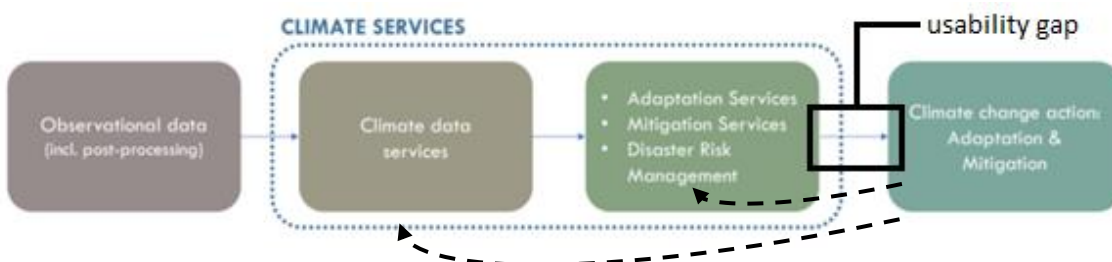 CLIMATE SERVICES
usability gap
Observational data
(incl. post-processing)
Climate data
services
• Adaptation Services
• Mitigation Services
• Disaster Risk
Management
Climate change action:
Adaptation &
Mitigation